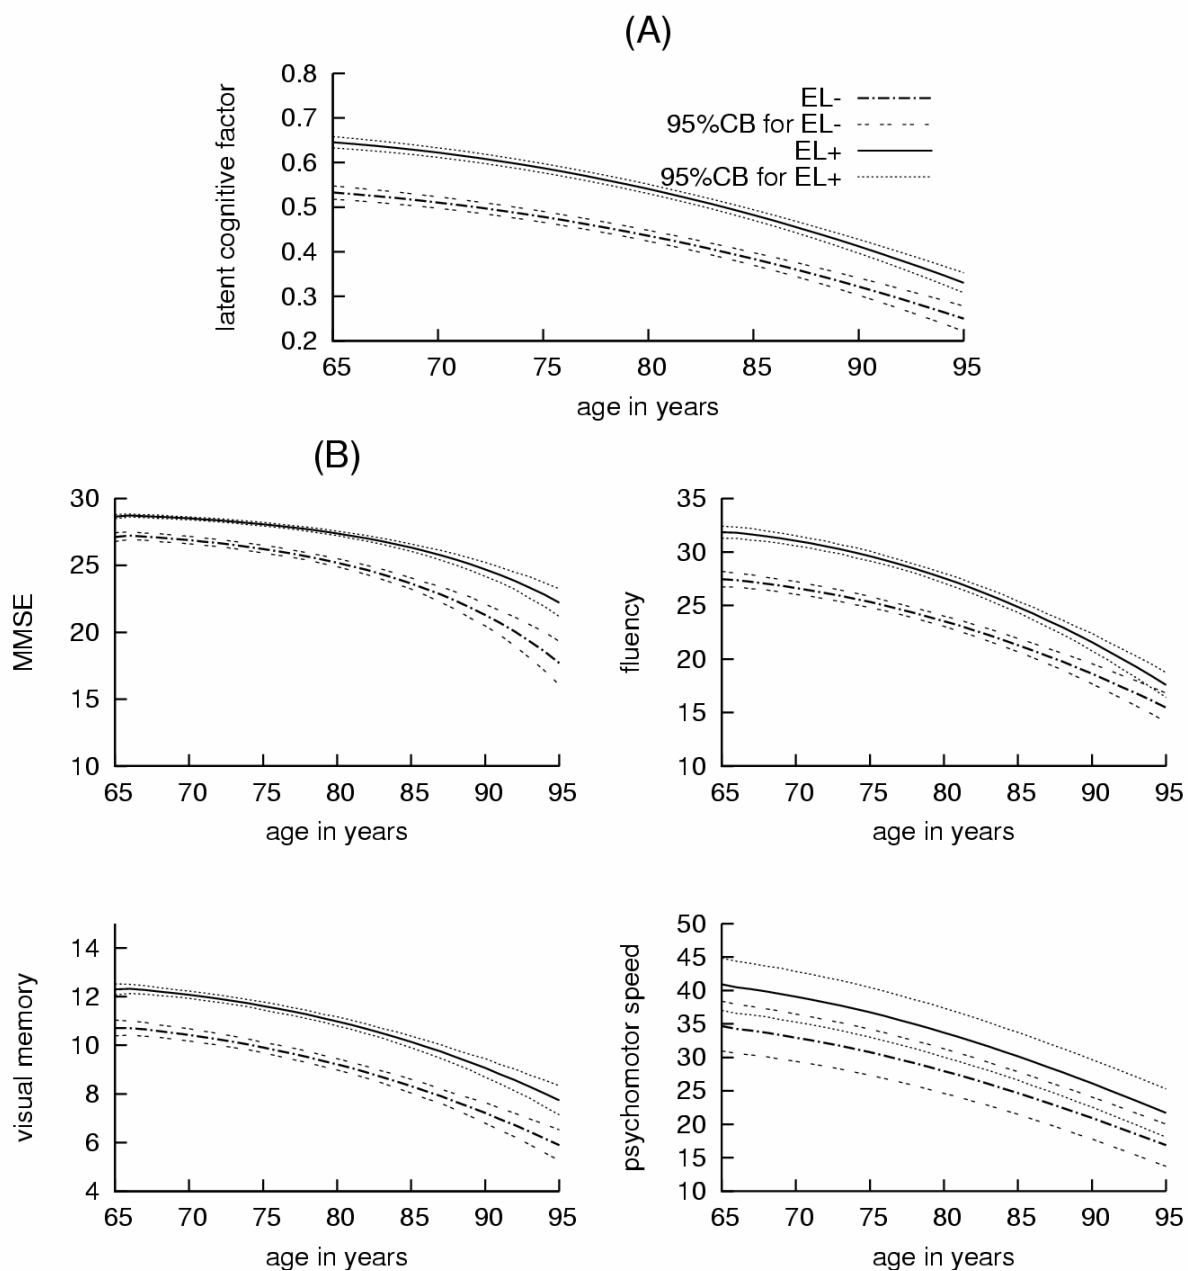 (A)
latent cognitive factor
0.8
0.7
0.6
0.5
0.4
0.3
0.2
EL-
95%CB for EL-
EL+
95%CB for EL+
65 70 75 80 85 90 95
age in years
(B)
MMSE
30
25
20
15
10
65 70 75 80 85 90 95
age in years
fluency
35
30
25
20
15
10
65 70 75 80 85 90 95
age in years
visual memory
14
12
10
8
6
4
65 70 75 80 85 90 95
age in years
psychomotor speed
50
45
40
35
30
25
20
15
10
65 70 75 80 85 90 95
age in years